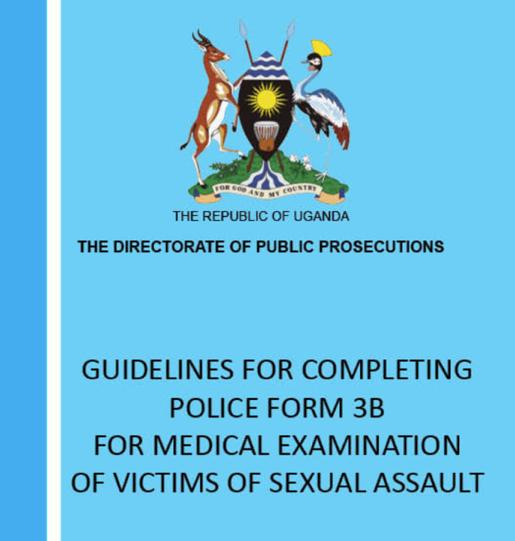 FOR GOD AND MY COUNTRY
THE REPUBLIC OF UGANDA
THE DIRECTORATE OF PUBLIC PROSECUTIONS
GUIDELINES FOR COMPLETING
POLICE FORM 3B
FOR MEDICAL EXAMINATION
OF VICTIMS OF SEXUAL ASSAULT